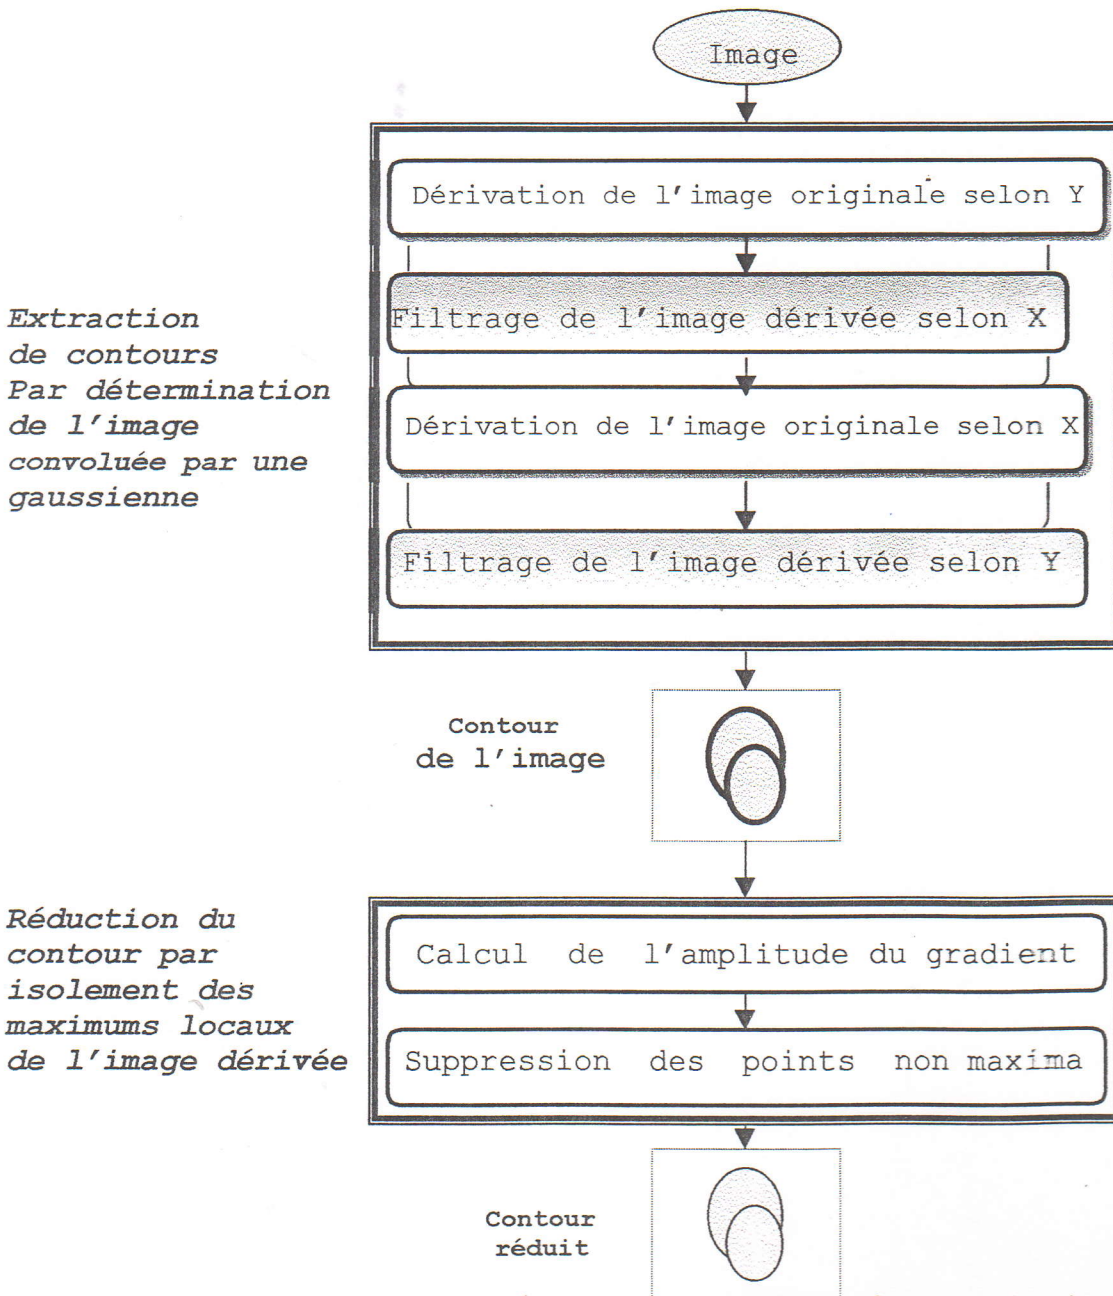 Image
Dérivation de l'image originale selon Y
Filtrage de l'image dérivée selon X
Dérivation de l'image originale selon X
Filtrage de l'image dérivée selon Y
Extraction
de contours
Par détermination
de l'image
convoluée par une
gaussienne
Contour
de l'image
Réduction du
contour par
isolement des
maximums locaux
de l'image dérivée
Calcul de l'amplitude du gradient
Suppression des points non maxima
Contour
réduit